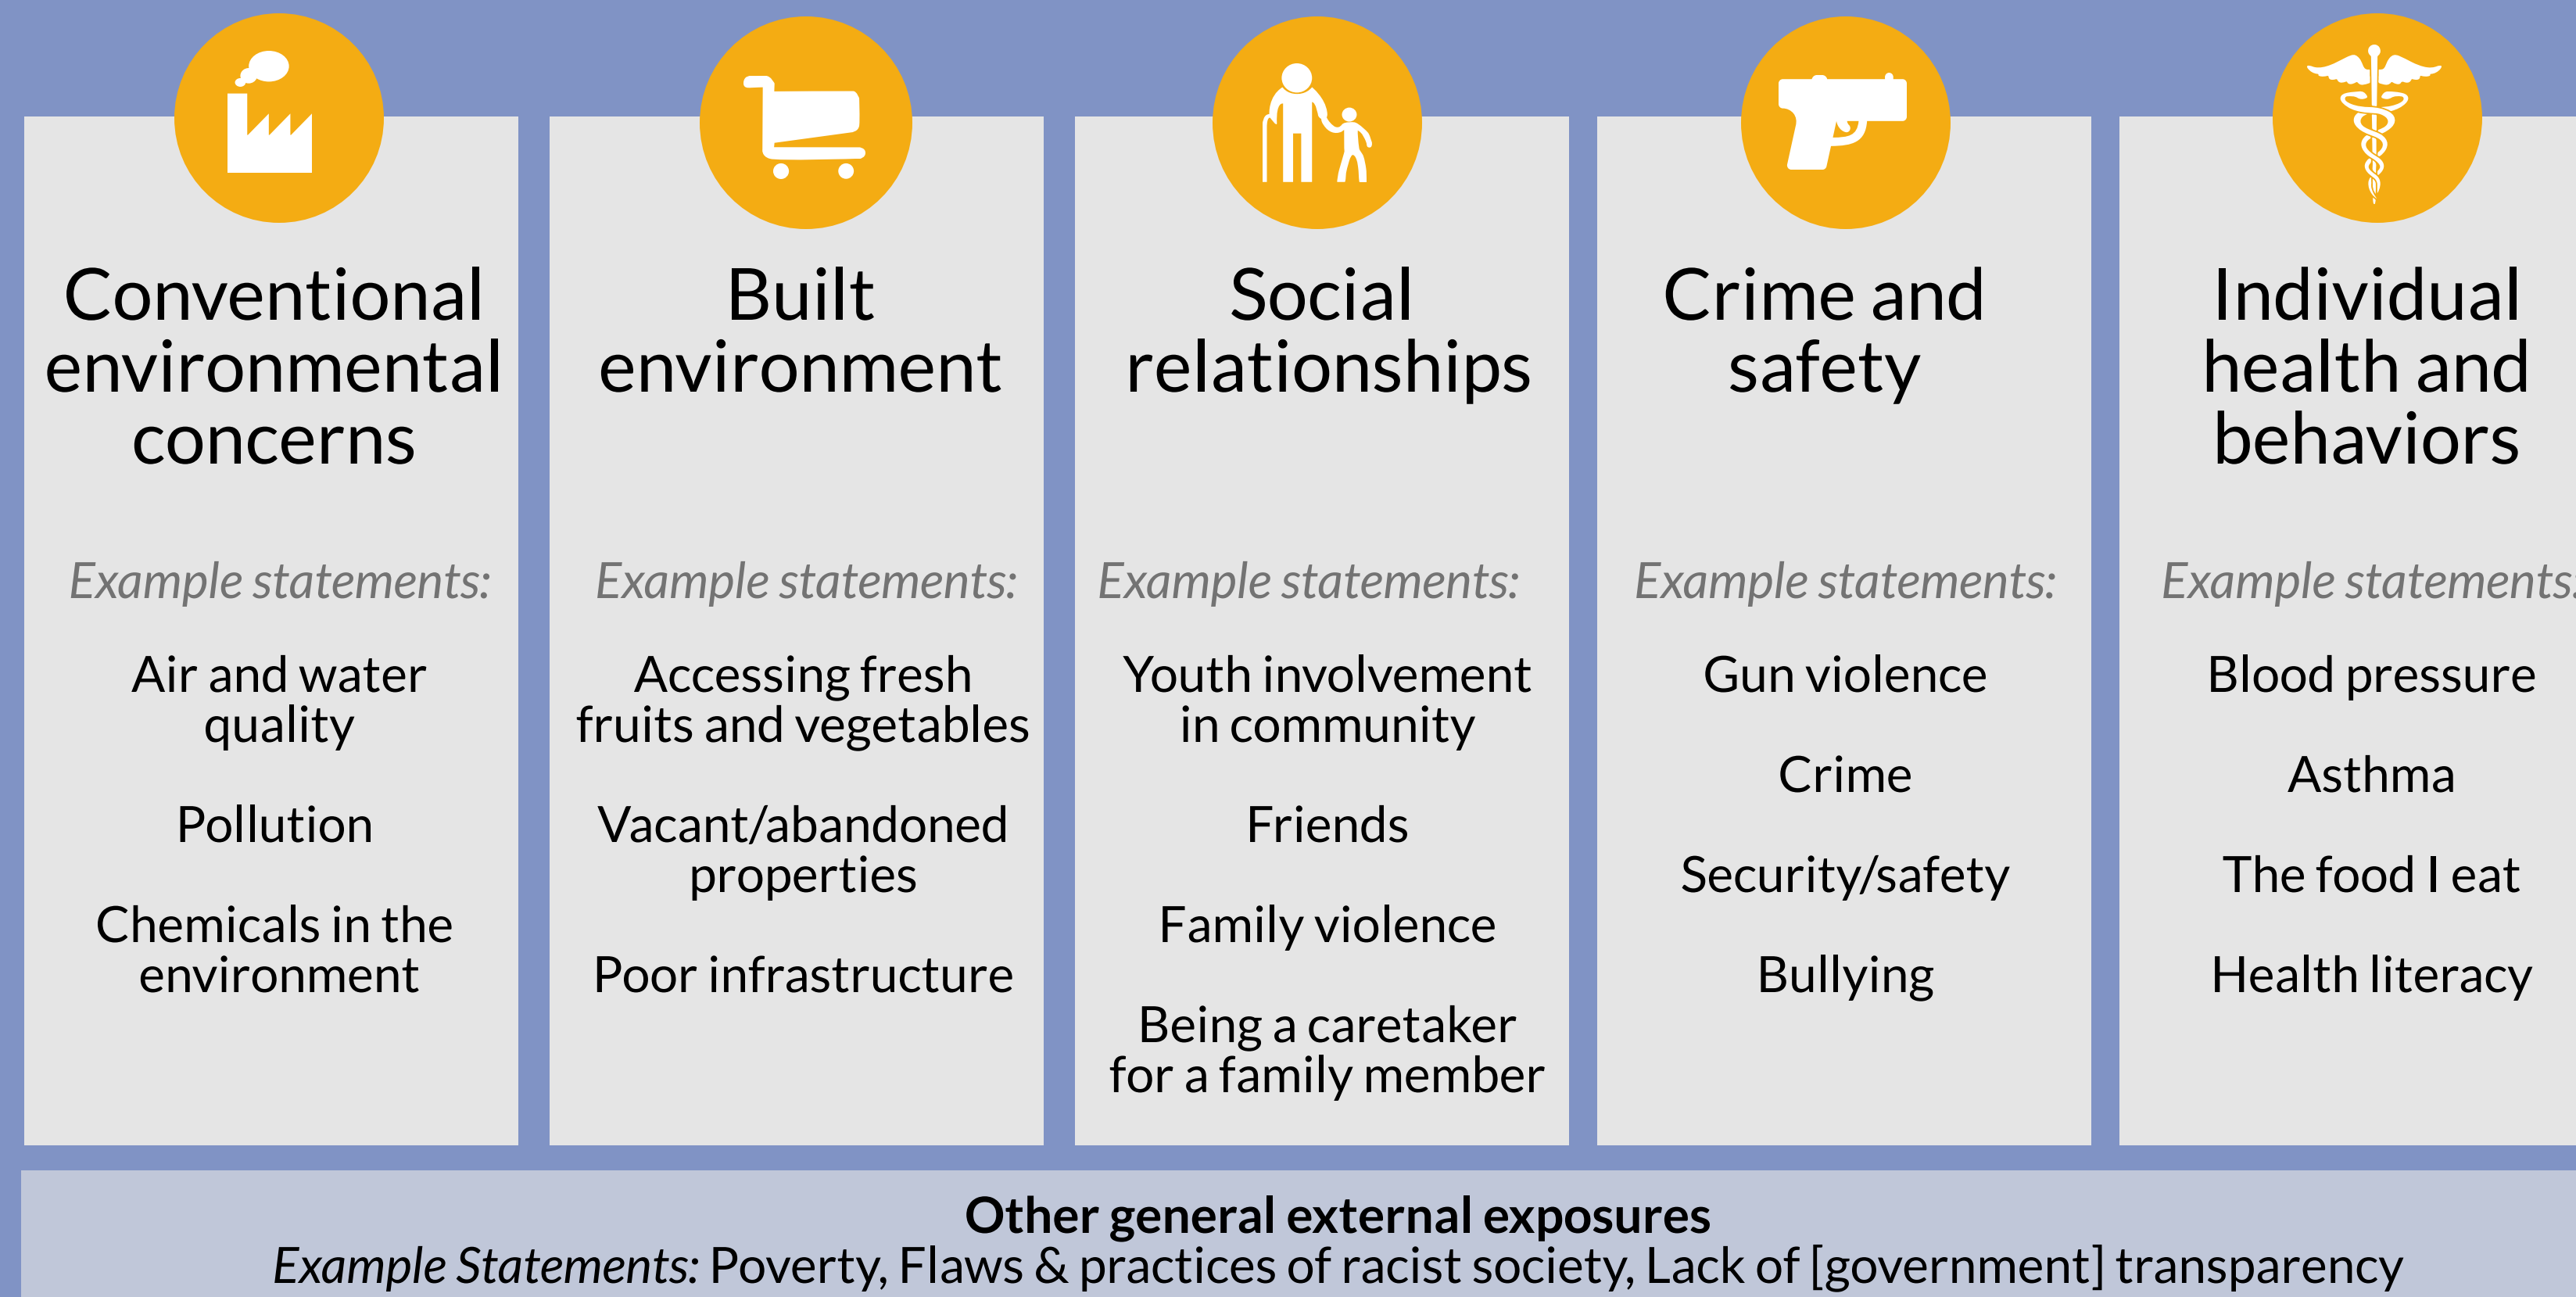 Conventional
environmental
concerns
Example statements:
Air and water
quality
Pollution
Chemicals in the
environment
Built
environment
Example statements:
Accessing fresh
fruits and vegetables
Vacant/abandoned
properties
Poor infrastructure
Social
relationships
Example statements:
Youth involvement
in community
Friends
Family violence
Being a caretaker
for a family member
Crime and
safety
Example statements:
Gun violence
Crime
Security/safety
Bullying
Individual
health and
behaviors
Example statements:
Blood pressure
Asthma
The food I eat
Health literacy
Other general external exposures
Example Statements: Poverty, Flaws & practices of racist society, Lack of [government] transparency